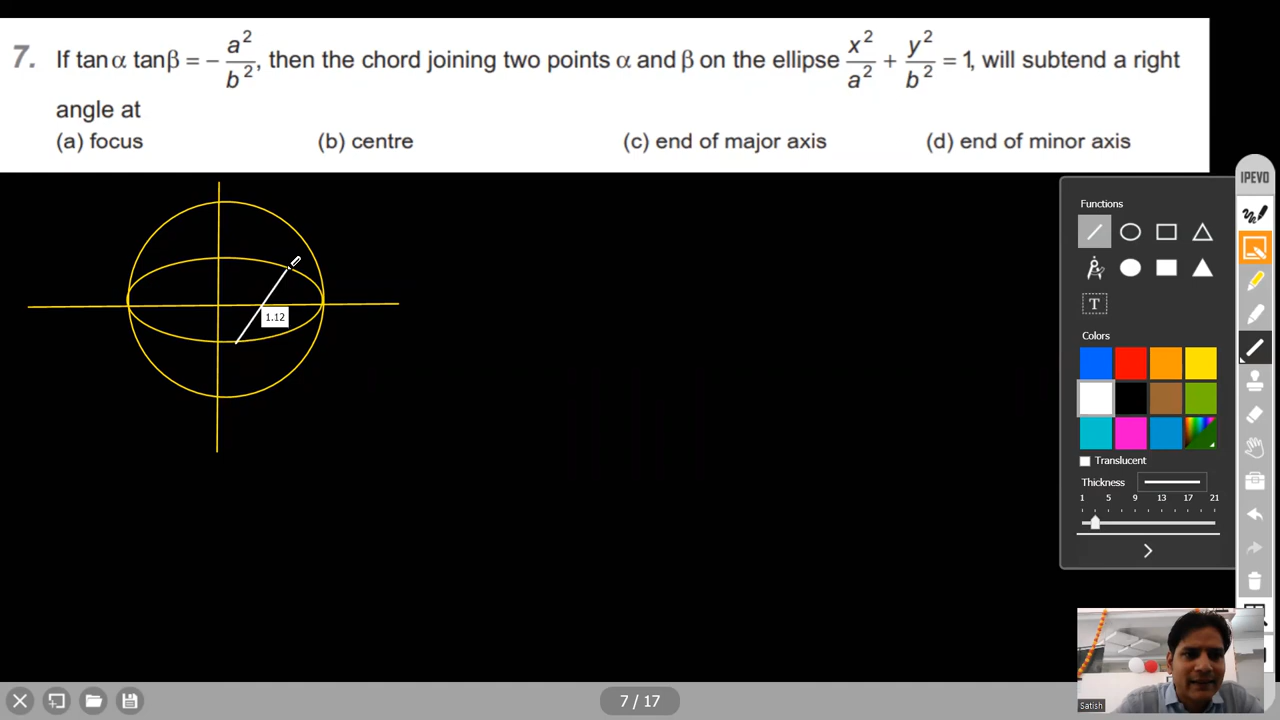 7. If tan α tan β = − a²/b², then the chord joining two points α and β on the ellipse x²/a² + y²/b² = 1, will subtend a right
angle at
(a) focus (b) centre (c) end of major axis (d) end of minor axis
IPEVO
Functions
1.12
T
Colors
Translucent
Thickness
1 5 9 13 17 21
Satish
7 / 17